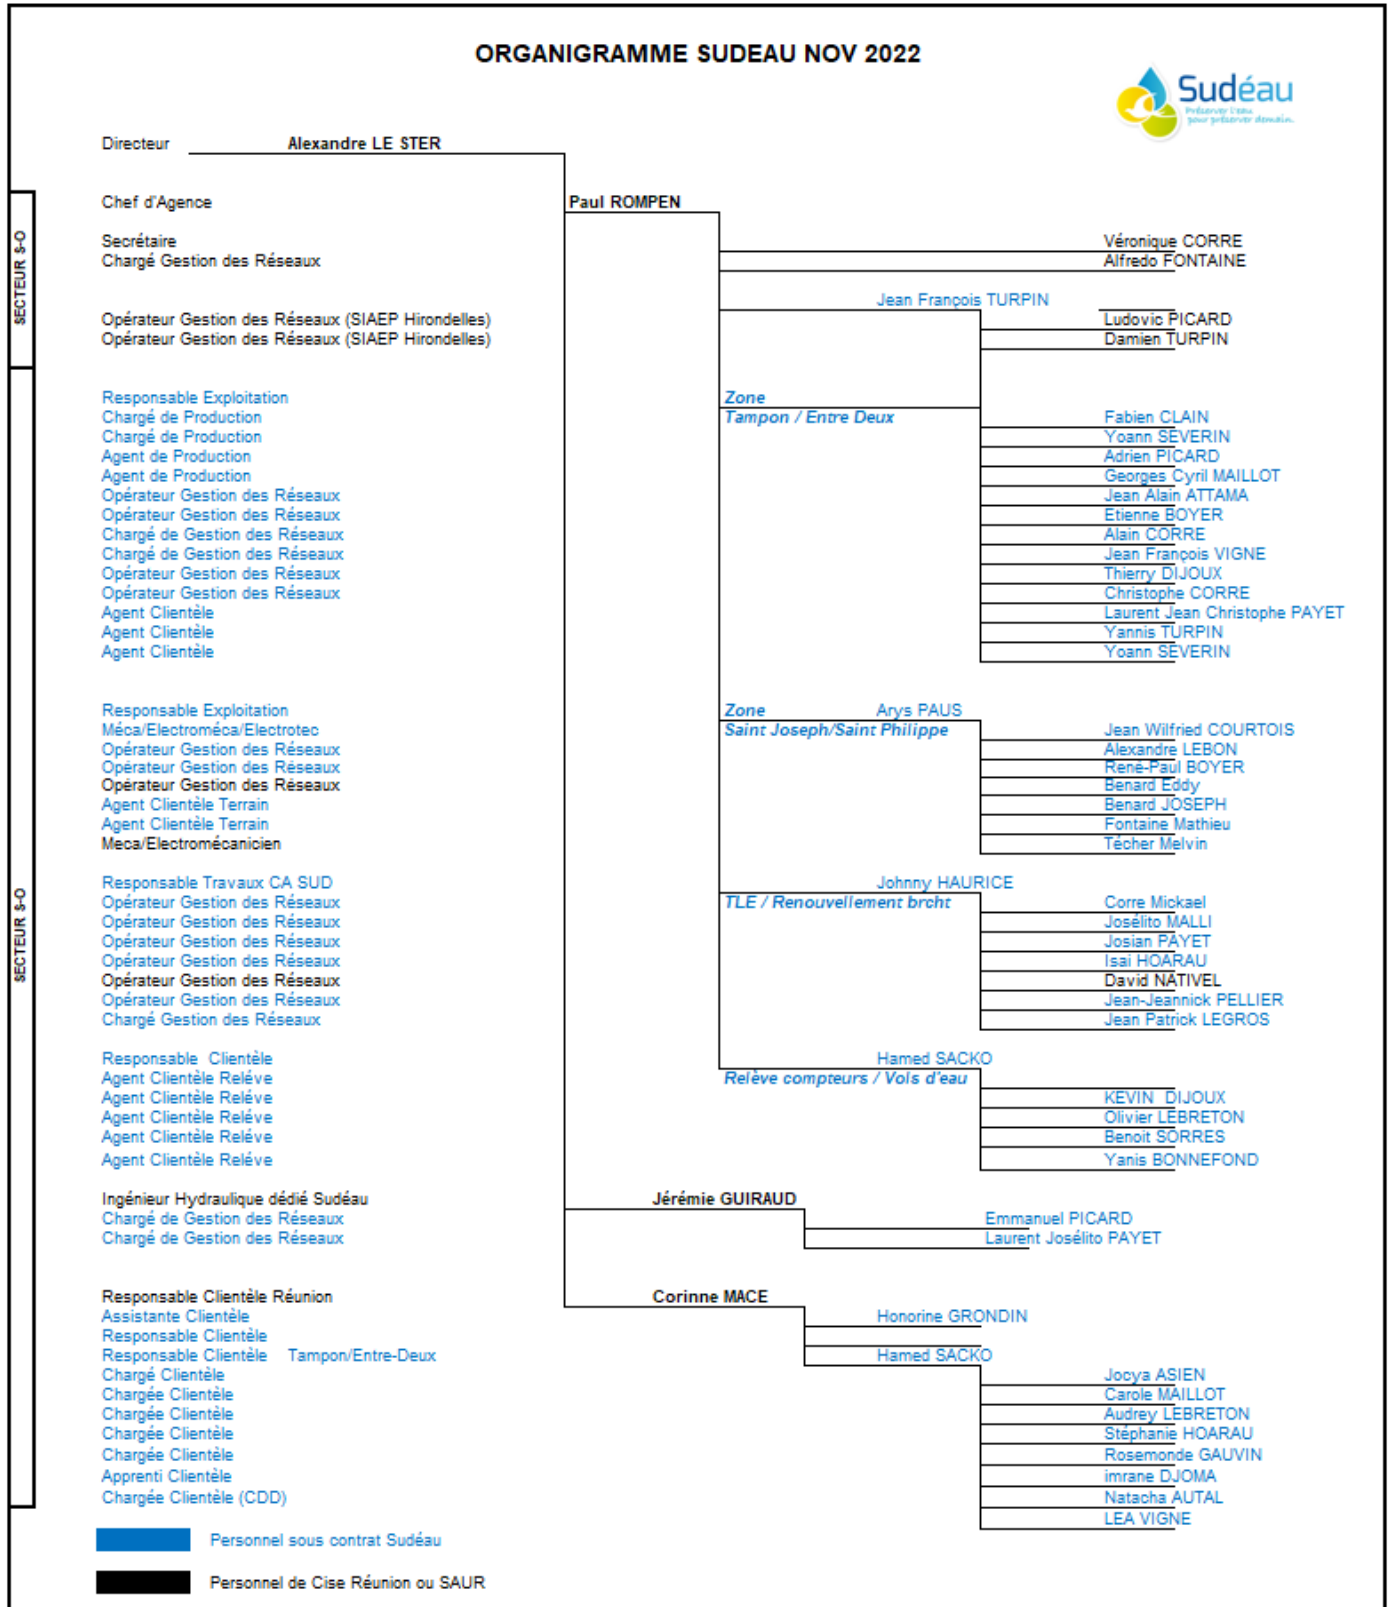 ORGANIGRAMME SUDEAU NOV 2022
Sudéau
Préserver l'eau
pour préserver demain.
Directeur Alexandre LE STER
SECTEUR S-O
Chef d'Agence Paul ROMPEN
Secrétaire Véronique CORRE
Chargé Gestion des Réseaux Alfredo FONTAINE
Jean François TURPIN
Opérateur Gestion des Réseaux (SIAEP Hirondelles) Ludovic PICARD
Opérateur Gestion des Réseaux (SIAEP Hirondelles) Damien TURPIN
SECTEUR S-O
Responsable Exploitation Zone
Chargé de Production Tampon / Entre Deux Fabien CLAIN
Chargé de Production Yoann SEVERIN
Agent de Production Adrien PICARD
Agent de Production Georges Cyril MAILLOT
Opérateur Gestion des Réseaux Jean Alain ATTAMA
Opérateur Gestion des Réseaux Etienne BOYER
Chargé de Gestion des Réseaux Alain CORRE
Chargé de Gestion des Réseaux Jean François VIGNE
Opérateur Gestion des Réseaux Thierry DIJOUX
Opérateur Gestion des Réseaux Christophe CORRE
Agent Clientèle Laurent Jean Christophe PAYET
Agent Clientèle Yannis TURPIN
Agent Clientèle Yoann SEVERIN
Responsable Exploitation Zone Arys PAUS
Méca/Electroméca/Electrotec Saint Joseph/Saint Philippe Jean Wilfried COURTOIS
Opérateur Gestion des Réseaux Alexandre LEBON
Opérateur Gestion des Réseaux René-Paul BOYER
Opérateur Gestion des Réseaux Benard Eddy
Agent Clientèle Terrain Benard JOSEPH
Agent Clientèle Terrain Fontaine Mathieu
Meca/Electromécanicien Técher Melvin
Responsable Travaux CA SUD Johnny HAURICE
Opérateur Gestion des Réseaux TLE / Renouvellement brcht Corre Mickael
Opérateur Gestion des Réseaux Josélito MALLI
Opérateur Gestion des Réseaux Josian PAYET
Opérateur Gestion des Réseaux Isai HOARAU
Opérateur Gestion des Réseaux David NATIVEL
Opérateur Gestion des Réseaux Jean-Jeannick PELLIER
Chargé Gestion des Réseaux Jean Patrick LEGROS
Responsable Clientèle Hamed SACKO
Agent Clientèle Reléve Relève compteurs / Vols d'eau
Agent Clientèle Reléve KEVIN DIJOUX
Agent Clientèle Reléve Olivier LEBRETON
Agent Clientèle Reléve Benoit SORRES
Agent Clientèle Reléve Yanis BONNEFOND
Ingénieur Hydraulique dédié Sudéau Jérémie GUIRAUD
Chargé de Gestion des Réseaux Emmanuel PICARD
Chargé de Gestion des Réseaux Laurent Josélito PAYET
Responsable Clientèle Réunion Corinne MACE
Assistante Clientèle Honorine GRONDIN
Responsable Clientèle
Responsable Clientèle Tampon/Entre-Deux Hamed SACKO
Chargé Clientèle Jocya ASIEN
Chargée Clientèle Carole MAILLOT
Chargée Clientèle Audrey LEBRETON
Chargée Clientèle Stéphanie HOARAU
Chargée Clientèle Rosemonde GAUVIN
Apprenti Clientèle imrane DJOMA
Chargée Clientèle (CDD) Natacha AUTAL
LEA VIGNE
Personnel sous contrat Sudéau
Personnel de Cise Réunion ou SAUR